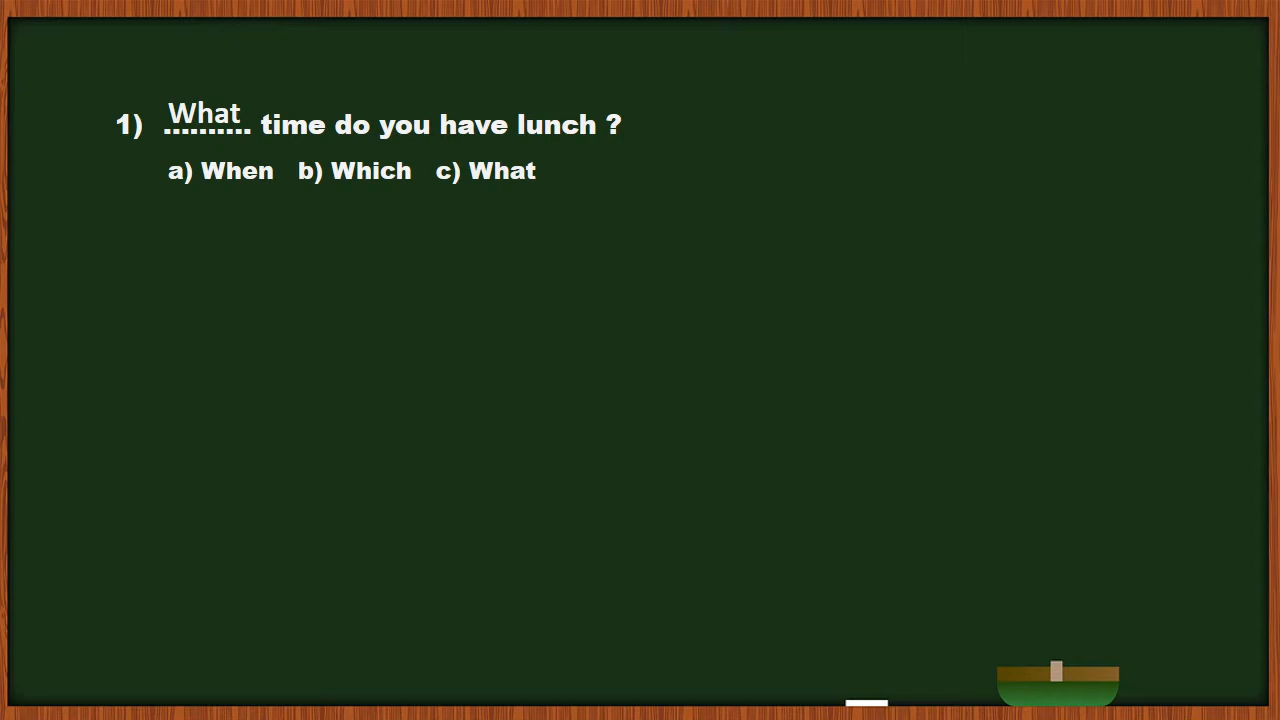 1) What .......... time do you have lunch ?
a) When b) Which c) What